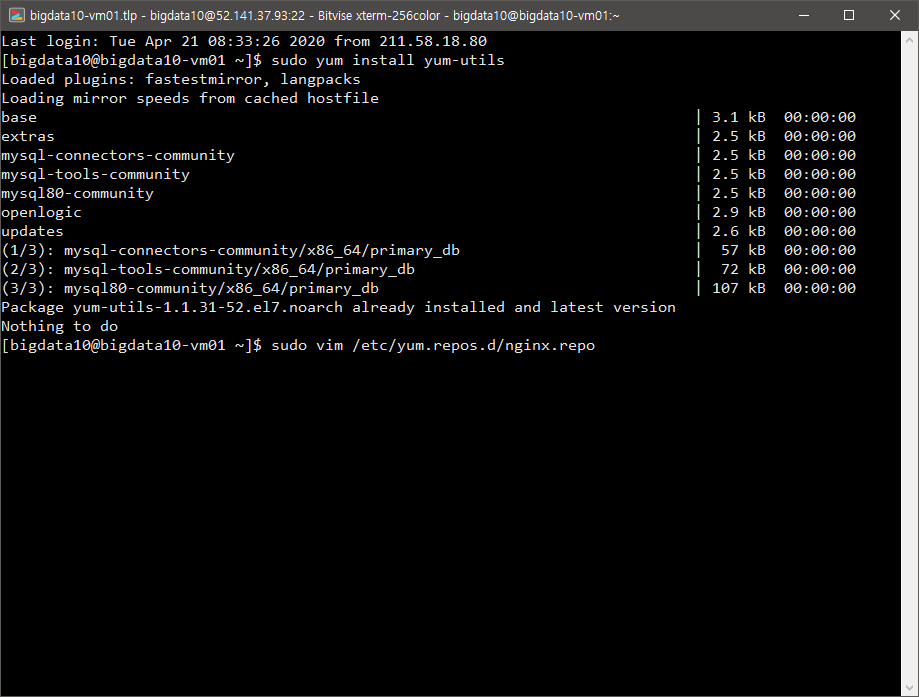 bigdata10-vm01.tlp - bigdata10@52.141.37.93:22 - Bitvise xterm-256color - bigdata10@bigdata10-vm01:~
Last login: Tue Apr 21 08:33:26 2020 from 211.58.18.80
[bigdata10@bigdata10-vm01 ~]$ sudo yum install yum-utils
Loaded plugins: fastestmirror, langpacks
Loading mirror speeds from cached hostfile
base | 3.1 kB 00:00:00
extras | 2.5 kB 00:00:00
mysql-connectors-community | 2.5 kB 00:00:00
mysql-tools-community | 2.5 kB 00:00:00
mysql80-community | 2.5 kB 00:00:00
openlogic | 2.9 kB 00:00:00
updates | 2.6 kB 00:00:00
(1/3): mysql-connectors-community/x86_64/primary_db | 57 kB 00:00:00
(2/3): mysql-tools-community/x86_64/primary_db | 72 kB 00:00:00
(3/3): mysql80-community/x86_64/primary_db | 107 kB 00:00:00
Package yum-utils-1.1.31-52.el7.noarch already installed and latest version
Nothing to do
[bigdata10@bigdata10-vm01 ~]$ sudo vim /etc/yum.repos.d/nginx.repo